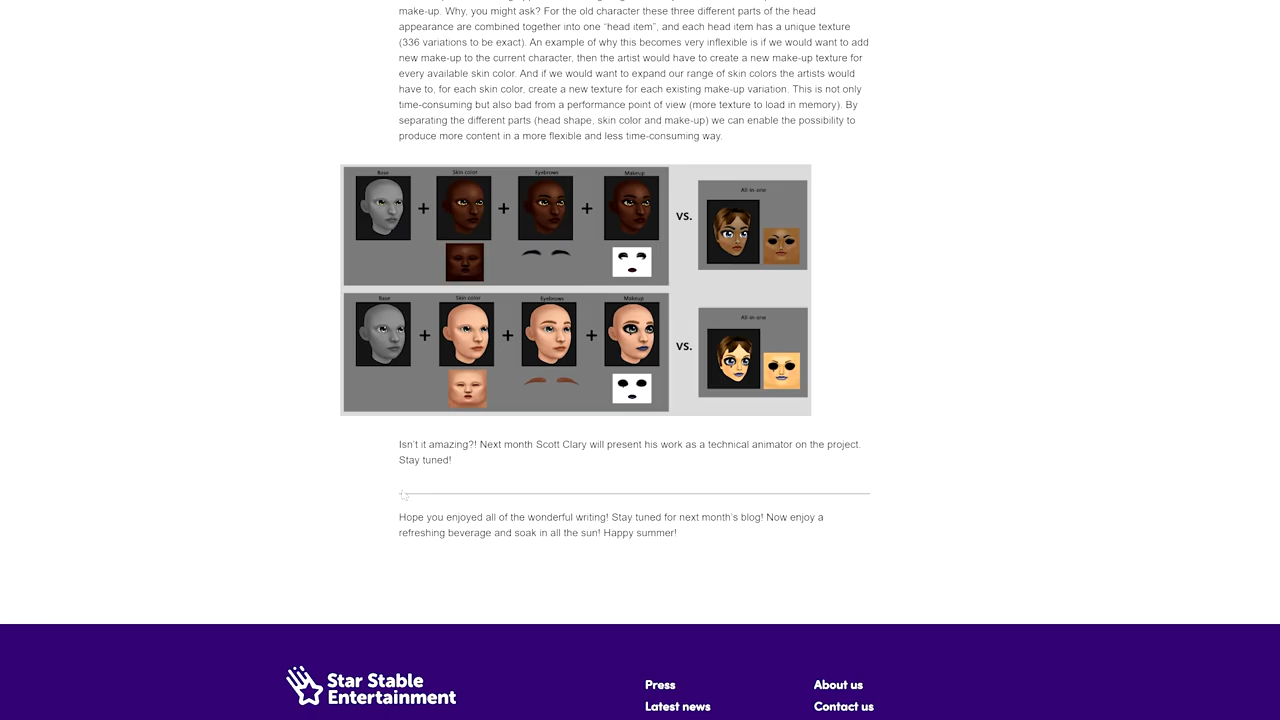 make-up. Why, you might ask? For the old character these three different parts of the head
appearance are combined together into one “head item”, and each head item has a unique texture
(336 variations to be exact). An example of why this becomes very inflexible is if we would want to add
new make-up to the current character, then the artist would have to create a new make-up texture for
every available skin color. And if we would want to expand our range of skin colors the artists would
have to, for each skin color, create a new texture for each existing make-up variation. This is not only
time-consuming but also bad from a performance point of view (more texture to load in memory). By
separating the different parts (head shape, skin color and make-up) we can enable the possibility to
produce more content in a more flexible and less time-consuming way.
Base Skin color Eyebrows Makeup
All-in-one
+ + + VS.
Base Skin color Eyebrows Makeup
All-in-one
+ + + VS.
Isn’t it amazing?! Next month Scott Clary will present his work as a technical animator on the project.
Stay tuned!
Hope you enjoyed all of the wonderful writing! Stay tuned for next month’s blog! Now enjoy a
refreshing beverage and soak in all the sun! Happy summer!
Star Stable
Entertainment
Press
Latest news
About us
Contact us